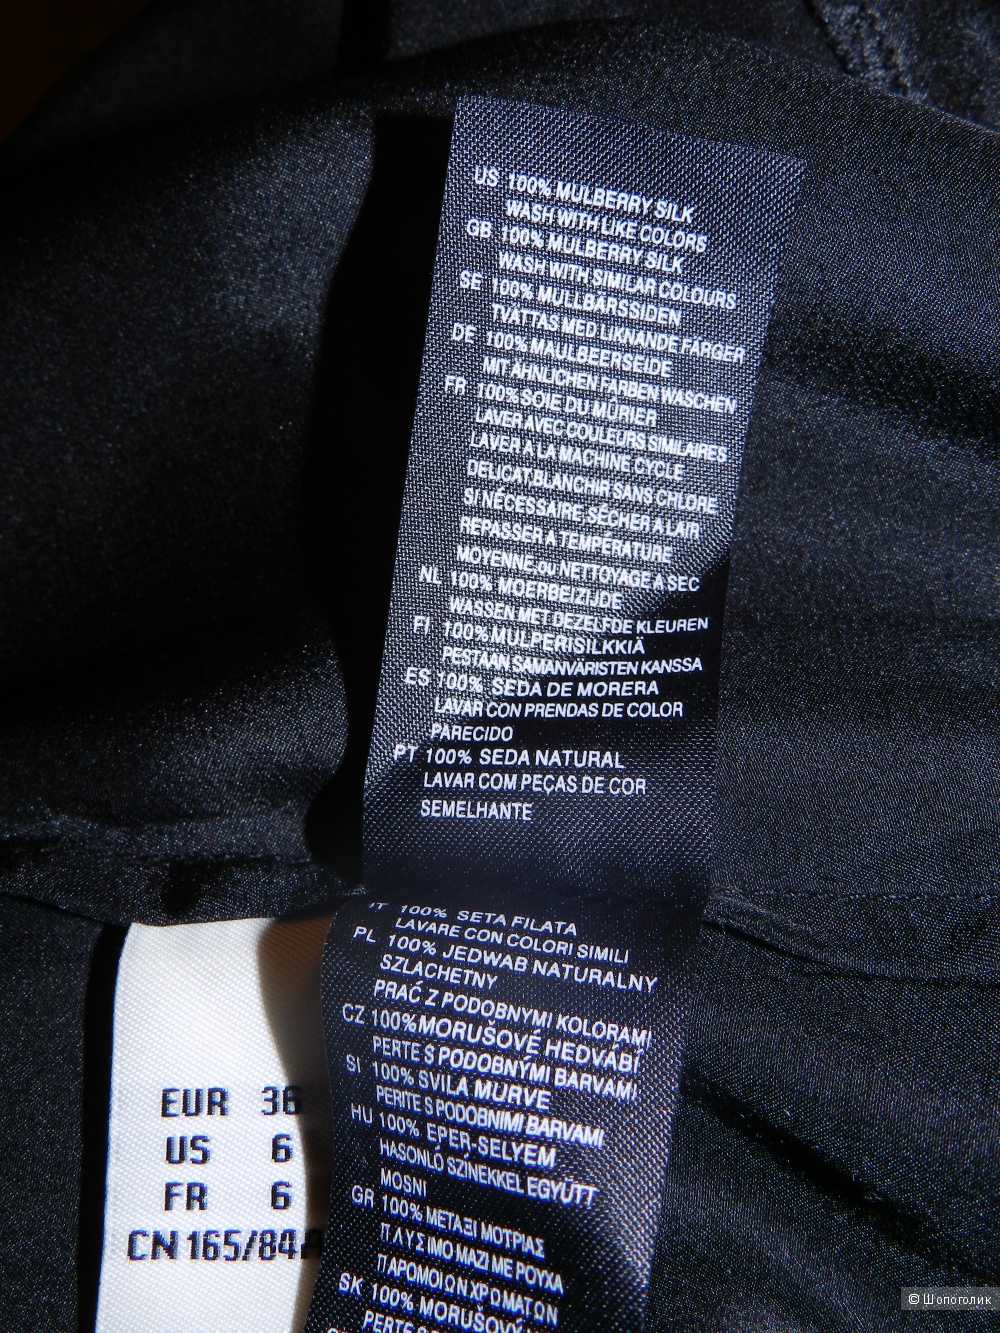 US 100% MULBERRY SILK
WASH WITH LIKE COLORS
GB 100% MULBERRY SILK
WASH WITH SIMILAR COLOURS
SE 100% MULLBÄRSSIDEN
TVÄTTAS MED LIKNANDE FÄRGER
DE 100% MAULBEERSEIDE
MIT ÄHNLICHEN FARBEN WASCHEN
FR 100% SOIE DU MÛRIER
LAVER AVEC COULEURS SIMILAIRES
LAVER A LA MACHINE CYCLE
DELICAT,BLANCHIR SANS CHLORE
SI NÉCESSAIRE, SÉCHER A L'AIR
REPASSER A TEMPÉRATURE
MOYENNE,OU NETTOYAGE A SEC
NL 100% MOERBEIZIJDE
WASSEN MET DEZELFDE KLEUREN
FI 100% MULPERISILKKIÄ
PESTÄÄN SAMANVÄRISTEN KANSSA
ES 100% SEDA DE MORERA
LAVAR CON PRENDAS DE COLOR
PARECIDO
PT 100% SEDA NATURAL
LAVAR COM PEÇAS DE COR
SEMELHANTE
IT 100% SETA FILATA
LAVARE CON COLORI SIMILI
PL 100% JEDWAB NATURALNY
SZLACHETNY
PRAĆ Z PODOBNYMI KOLORAMI
CZ 100% MORUŠOVÉ HEDVÁBÍ
PERTE S PODOBNÝMI BARVAMI
SI 100% SVILA MURVE
PERITE S PODOBNIMI BARVAMI
HU 100% EPER-SELYEM
HASONLÓ SZÍNEKKEL EGYÜTT
MOSNI
GR 100% ΜΕΤΑΞΙ ΜΟΤΡΙΑΣ
ΠΛΥΣΙΜΟ ΜΑΖΙ ΜΕ ΡΟΥΧΑ
ΠΑΡΟΜΟΙΩΝ ΧΡΩΜΑΤΩΝ
SK 100% MORUŠOVÝ
PERTE S
EUR 36
US 6
FR 6
CN 165/84A
© Шопоголик